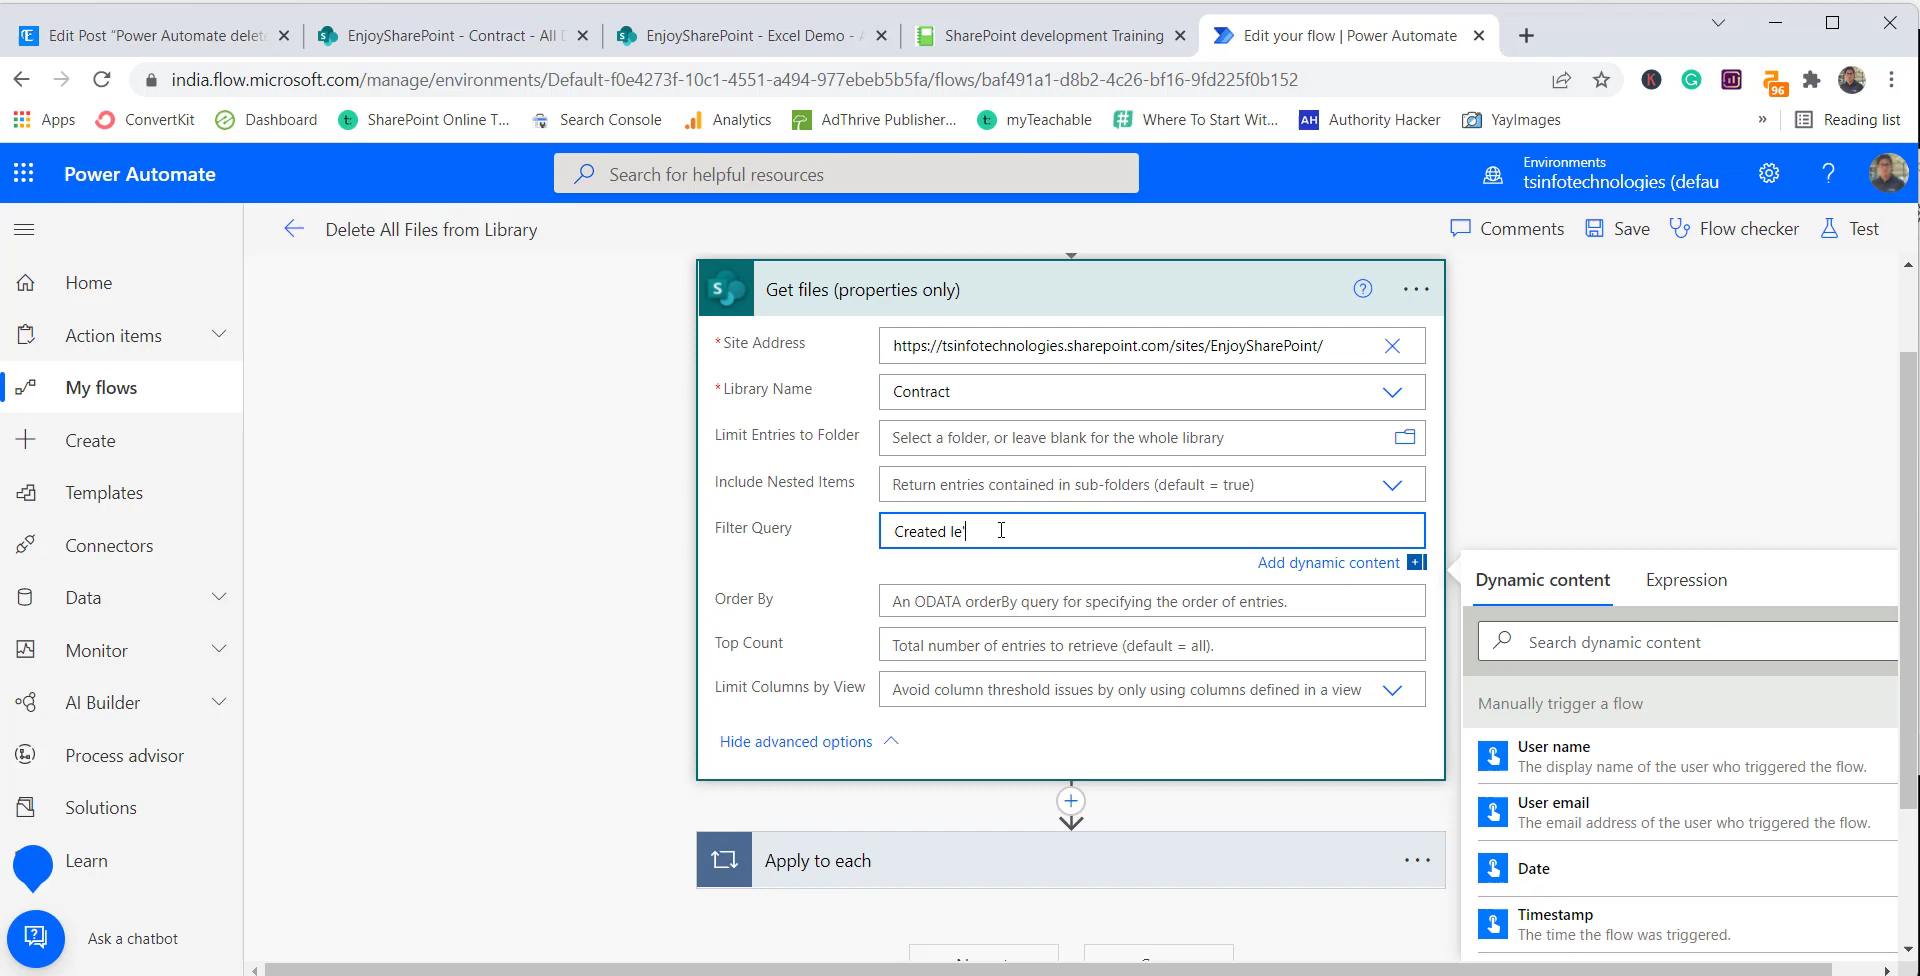 Edit Post "Power Automate delete
EnjoySharePoint - Contract - All D
EnjoySharePoint - Excel Demo - A
SharePoint development Training
Edit your flow | Power Automate
india.flow.microsoft.com/manage/environments/Default-f0e4273f-10c1-4551-a494-977ebeb5b5fa/flows/baf491a1-d8b2-4c26-bf16-9fd225f0b152
96
Apps
ConvertKit
Dashboard
SharePoint Online T...
Search Console
Analytics
AdThrive Publisher...
myTeachable
Where To Start Wit...
AH
Authority Hacker
YayImages
»
Reading list
Power Automate
Search for helpful resources
Environments
tsinfotechnologies (defau
Delete All Files from Library
Comments
Save
Flow checker
Test
Home
Action items
My flows
Create
Templates
Connectors
Data
Monitor
AI Builder
Process advisor
Solutions
Learn
Ask a chatbot
Get files (properties only)
* Site Address
https://tsinfotechnologies.sharepoint.com/sites/EnjoySharePoint/
* Library Name
Contract
Limit Entries to Folder
Select a folder, or leave blank for the whole library
Include Nested Items
Return entries contained in sub-folders (default = true)
Filter Query
Created le'
Add dynamic content
Order By
An ODATA orderBy query for specifying the order of entries.
Top Count
Total number of entries to retrieve (default = all).
Limit Columns by View
Avoid column threshold issues by only using columns defined in a view
Hide advanced options
Apply to each
Dynamic content
Expression
Search dynamic content
Manually trigger a flow
User name
The display name of the user who triggered the flow.
User email
The email address of the user who triggered the flow.
Date
Timestamp
The time the flow was triggered.